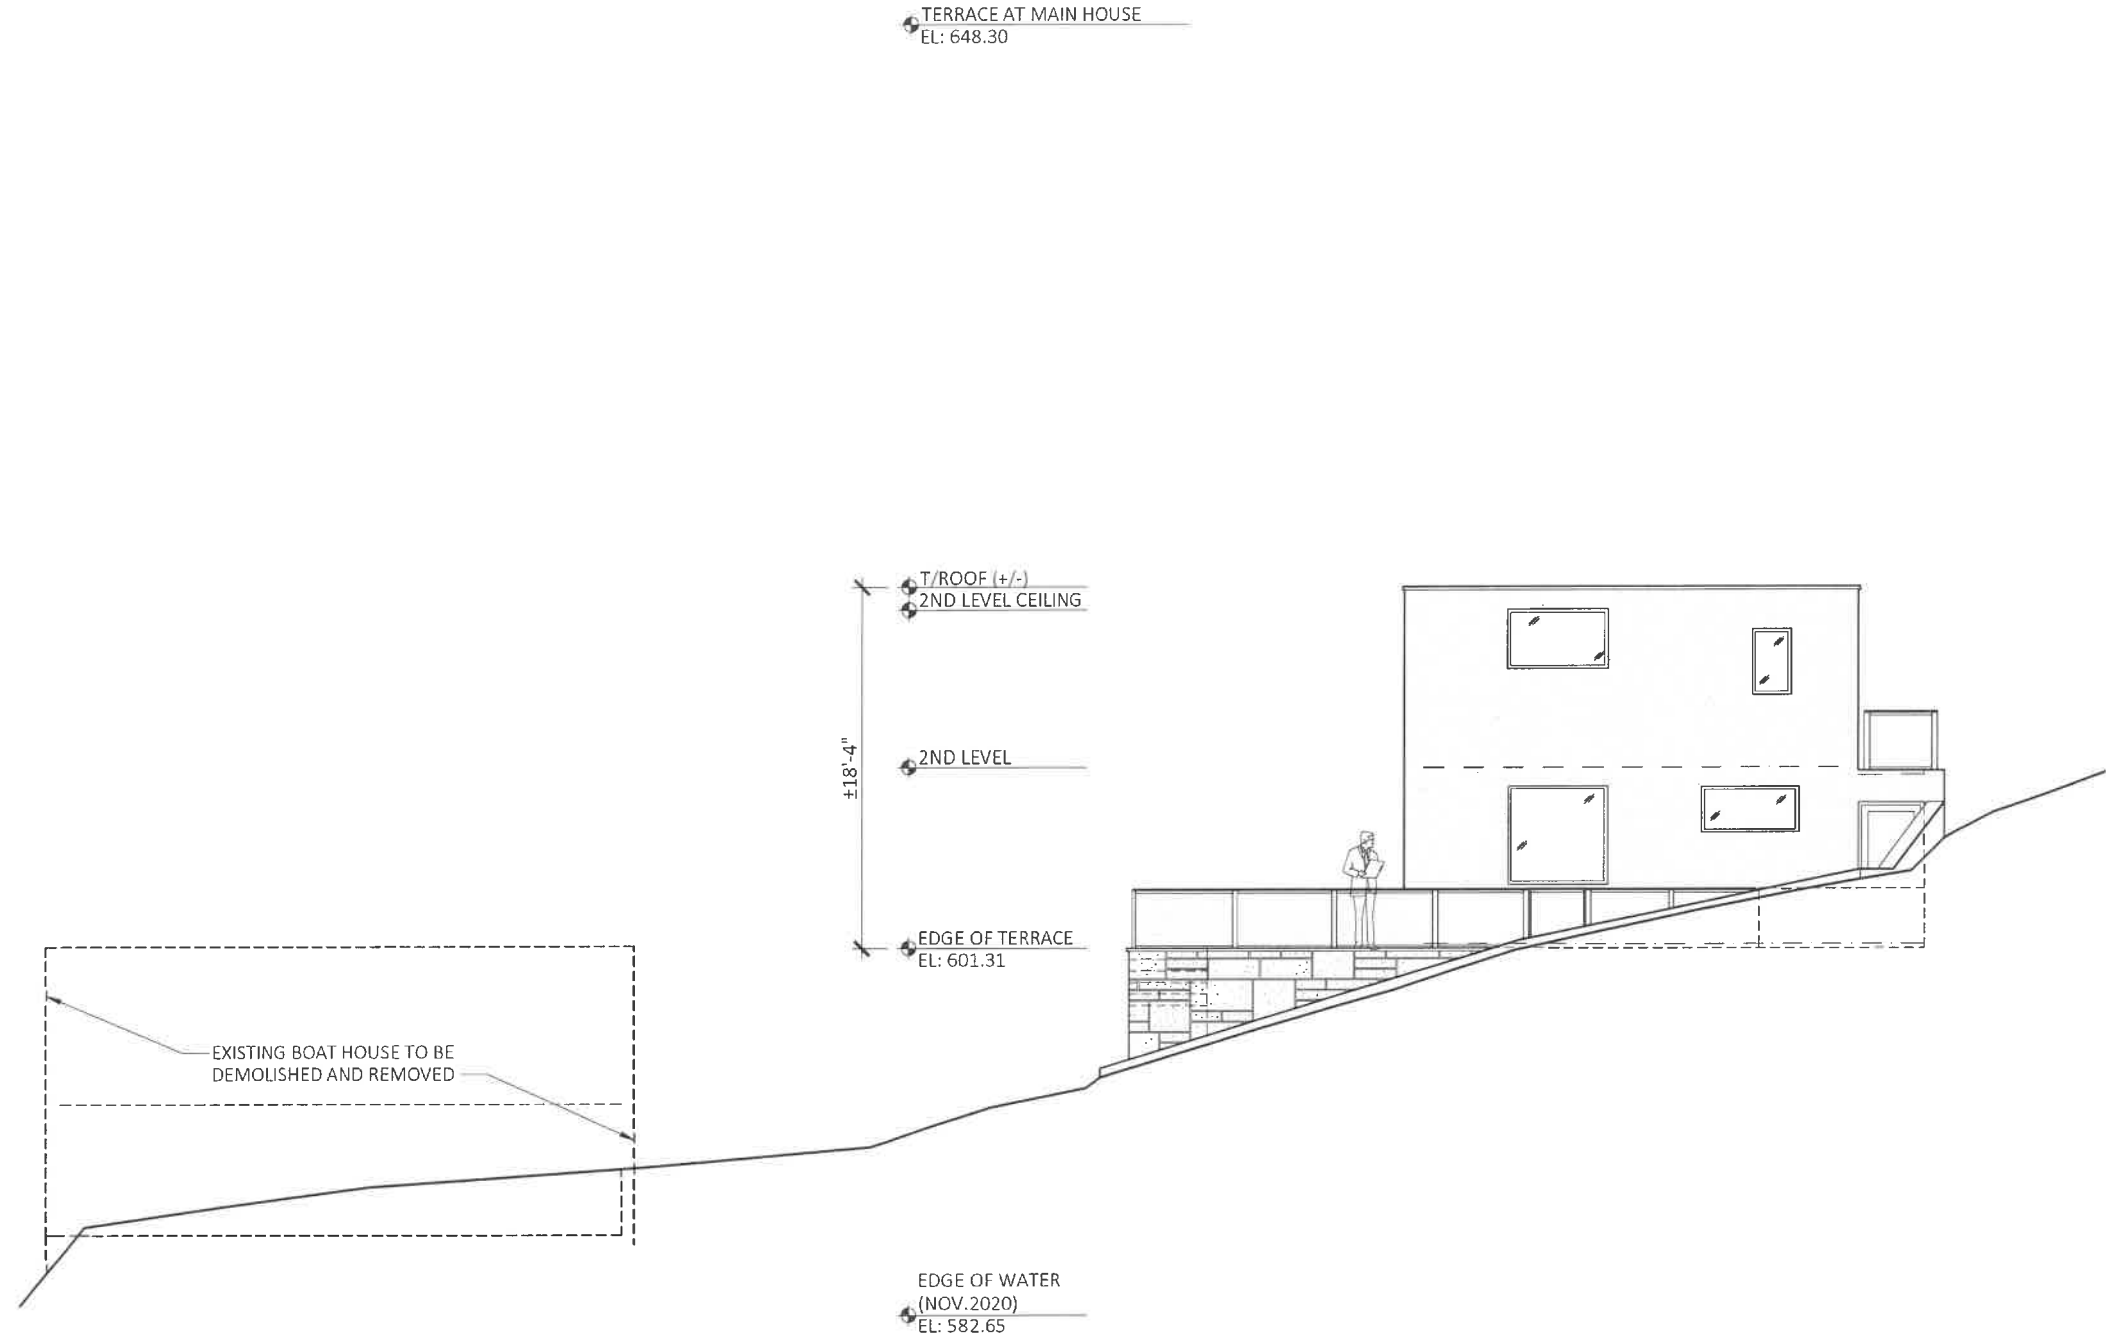 TERRACE AT MAIN HOUSE
EL: 648.30
T/ROOF (+/-)
2ND LEVEL CEILING
±18'-4"
2ND LEVEL
EDGE OF TERRACE
EL: 601.31
EXISTING BOAT HOUSE TO BE
DEMOLISHED AND REMOVED
EDGE OF WATER
(NOV.2020)
EL: 582.65